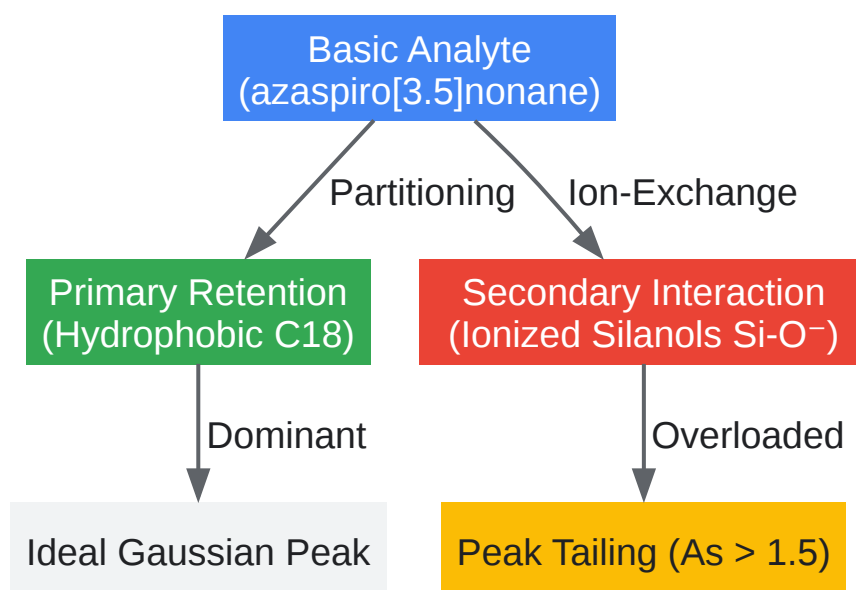 Basic Analyte
(azaspiro[3.5]nonane)
Partitioning
Ion-Exchange
Primary Retention
(Hydrophobic C18)
Secondary Interaction
(Ionized Silanols Si-O⁻)
Dominant
Overloaded
Ideal Gaussian Peak
Peak Tailing (As > 1.5)